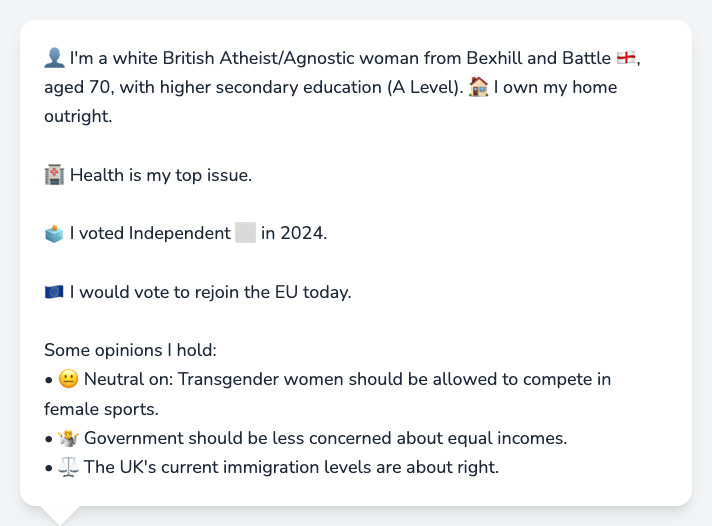 👤 I'm a white British Atheist/Agnostic woman from Bexhill and Battle 🏴󠁧󠁢󠁥󠁮󠁧󠁿,
aged 70, with higher secondary education (A Level). 🏠 I own my home
outright.
🏥 Health is my top issue.
🗳️ I voted Independent ⬜ in 2024.
🇪🇺 I would vote to rejoin the EU today.
Some opinions I hold:
• 😐 Neutral on: Transgender women should be allowed to compete in
female sports.
• 🤷 Government should be less concerned about equal incomes.
• ⚖️ The UK's current immigration levels are about right.